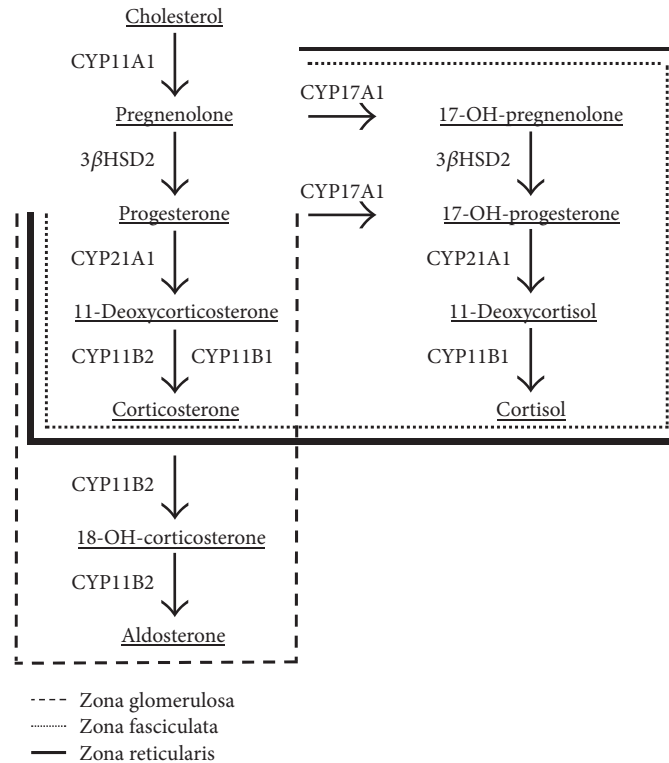 Cholesterol
CYP11A1
CYP17A1
Pregnenolone
17-OH-pregnenolone
3βHSD2
3βHSD2
CYP17A1
Progesterone
17-OH-progesterone
CYP21A1
CYP21A1
11-Deoxycorticosterone
11-Deoxycortisol
CYP11B2
CYP11B1
CYP11B1
Corticosterone
Cortisol
CYP11B2
18-OH-corticosterone
CYP11B2
Aldosterone
Zona glomerulosa
Zona fasciculata
Zona reticularis